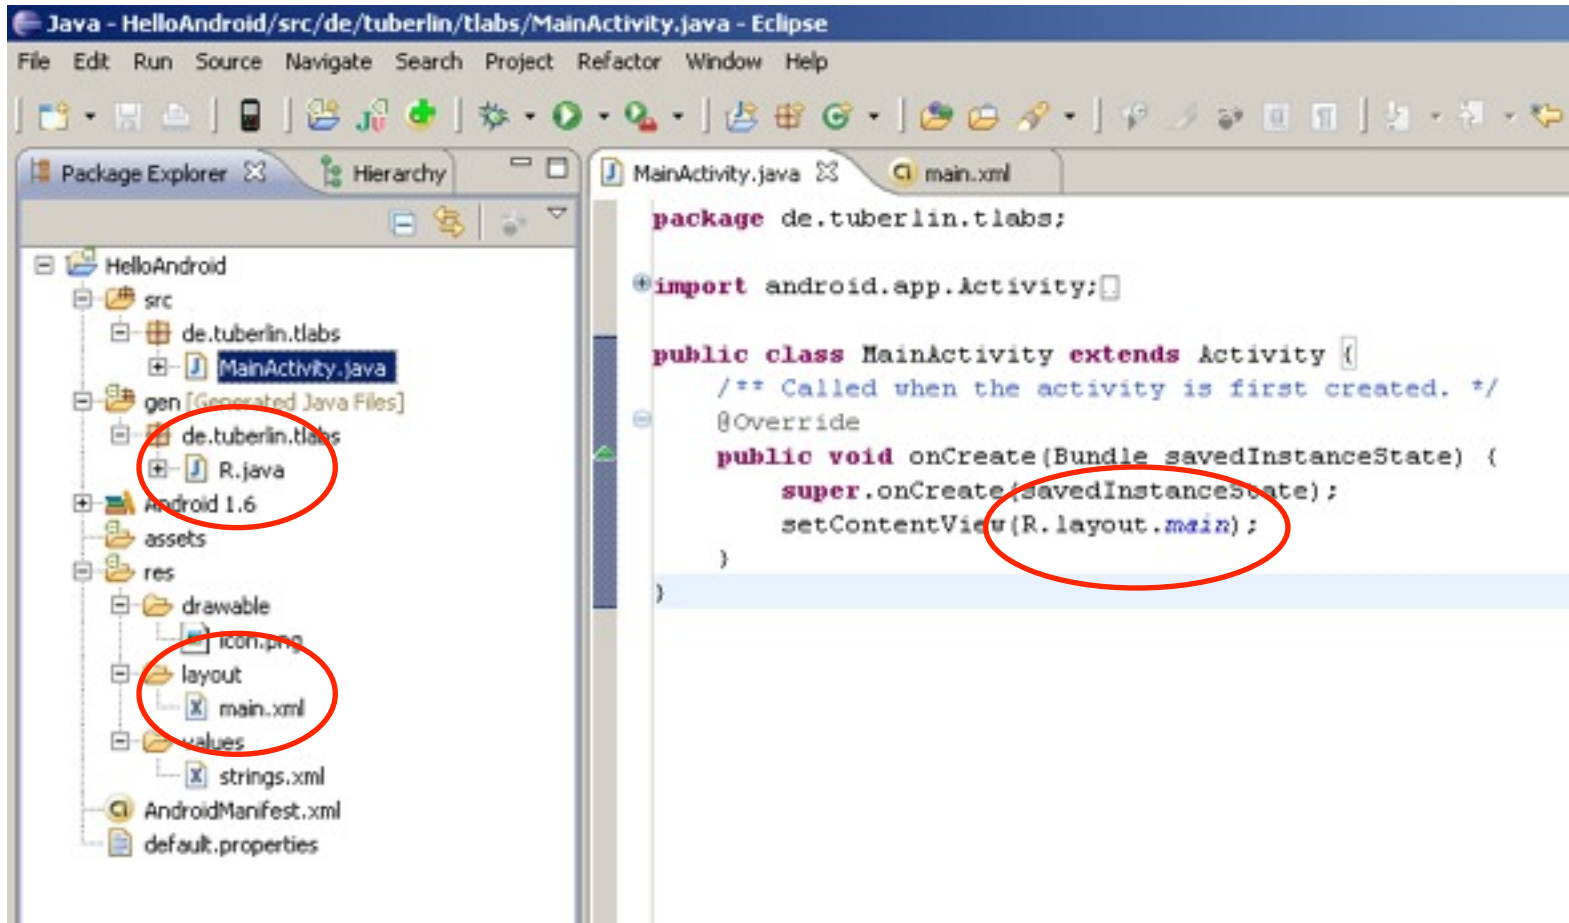 Java - HelloAndroid/src/de/tuberlin/tlabs/MainActivity.java - Eclipse
File Edit Run Source Navigate Search Project Refactor Window Help
Package Explorer Hierarchy
MainActivity.java main.xml
HelloAndroid
src
de.tuberlin.tlabs
MainActivity.java
gen [Generated Java Files]
de.tuberlin.tlabs
R.java
Android 1.6
assets
res
drawable
icon.png
layout
main.xml
values
strings.xml
AndroidManifest.xml
default.properties
package de.tuberlin.tlabs;
import android.app.Activity;
public class MainActivity extends Activity {
/** Called when the activity is first created. */
@Override
public void onCreate(Bundle savedInstanceState) {
super.onCreate(savedInstanceState);
setContentView(R.layout.main);
}
}